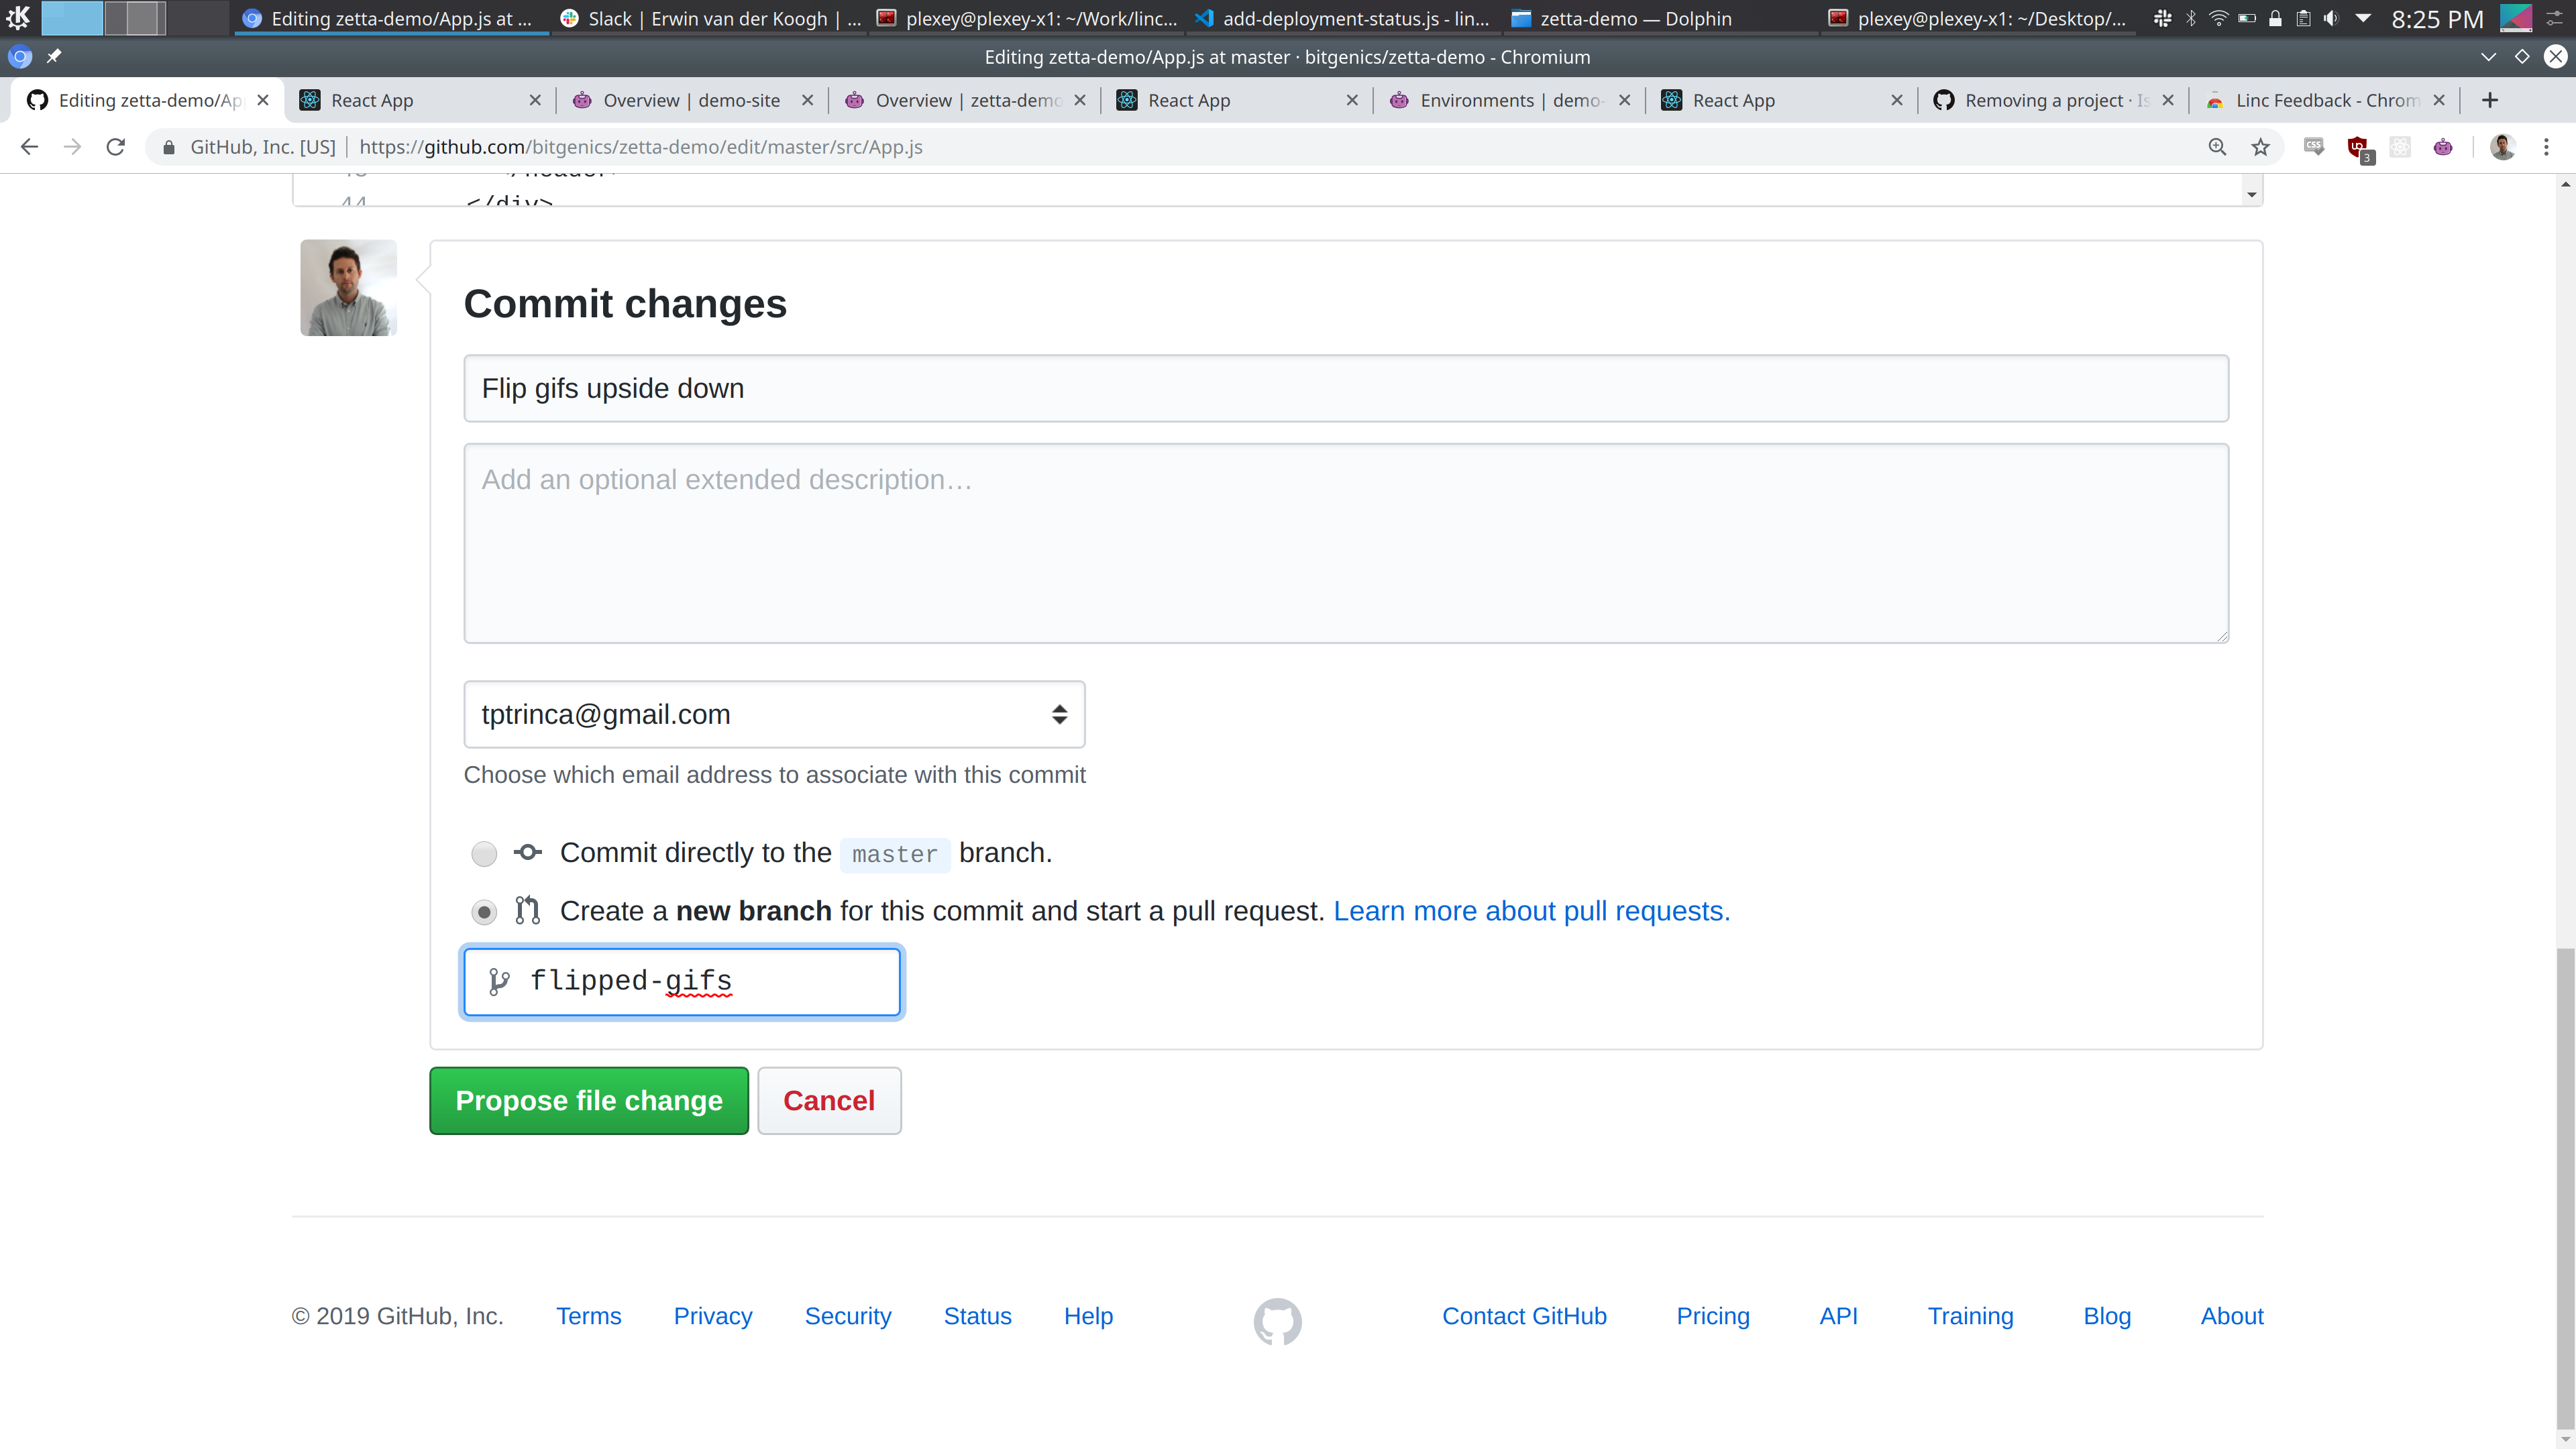 Editing zetta-demo/App.js at ...
Slack | Erwin van der Koogh | ...
plexey@plexey-x1: ~/Work/linc...
add-deployment-status.js - lin...
zetta-demo — Dolphin
plexey@plexey-x1: ~/Desktop/...
8:25 PM
Editing zetta-demo/App.js at master · bitgenics/zetta-demo - Chromium
Editing zetta-demo/Ap
React App
Overview | demo-site
Overview | zetta-demo
React App
Environments | demo-
React App
Removing a project · Is
Linc Feedback - Chrom
GitHub, Inc. [US]
https://github.com/bitgenics/zetta-demo/edit/master/src/App.js
CSS
3
44 </div>
Commit changes
Flip gifs upside down
Add an optional extended description…
tptrinca@gmail.com
Choose which email address to associate with this commit
Commit directly to the master branch.
Create a new branch for this commit and start a pull request. Learn more about pull requests.
flipped-gifs
Propose file change
Cancel
© 2019 GitHub, Inc.
Terms
Privacy
Security
Status
Help
Contact GitHub
Pricing
API
Training
Blog
About